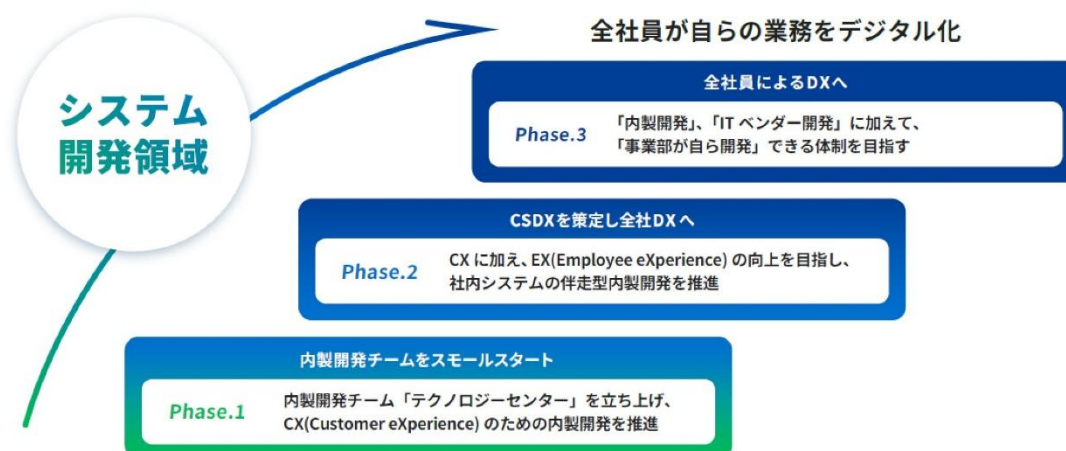 全社員が自らの業務をデジタル化
システム
開発領域
全社員によるDXへ
Phase.3
「内製開発」、「IT ベンダー開発」に加えて、
「事業部が自ら開発」できる体制を目指す
CSDXを策定し全社DXへ
Phase.2
CX に加え、EX(Employee eXperience) の向上を目指し、
社内システムの伴走型内製開発を推進
内製開発チームをスモールスタート
Phase.1
内製開発チーム「テクノロジーセンター」を立ち上げ、
CX(Customer eXperience) のための内製開発を推進